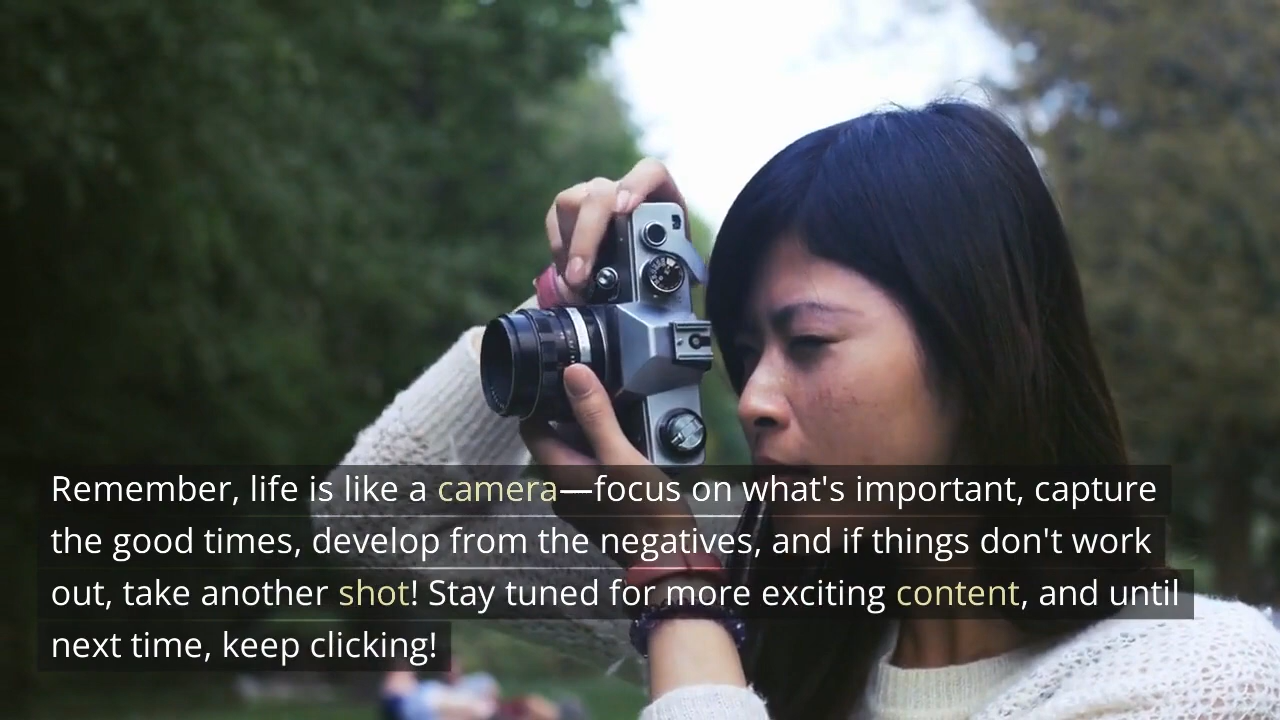 Remember, life is like a camera—focus on what's important, capture
the good times, develop from the negatives, and if things don't work
out, take another shot! Stay tuned for more exciting content, and until
next time, keep clicking!